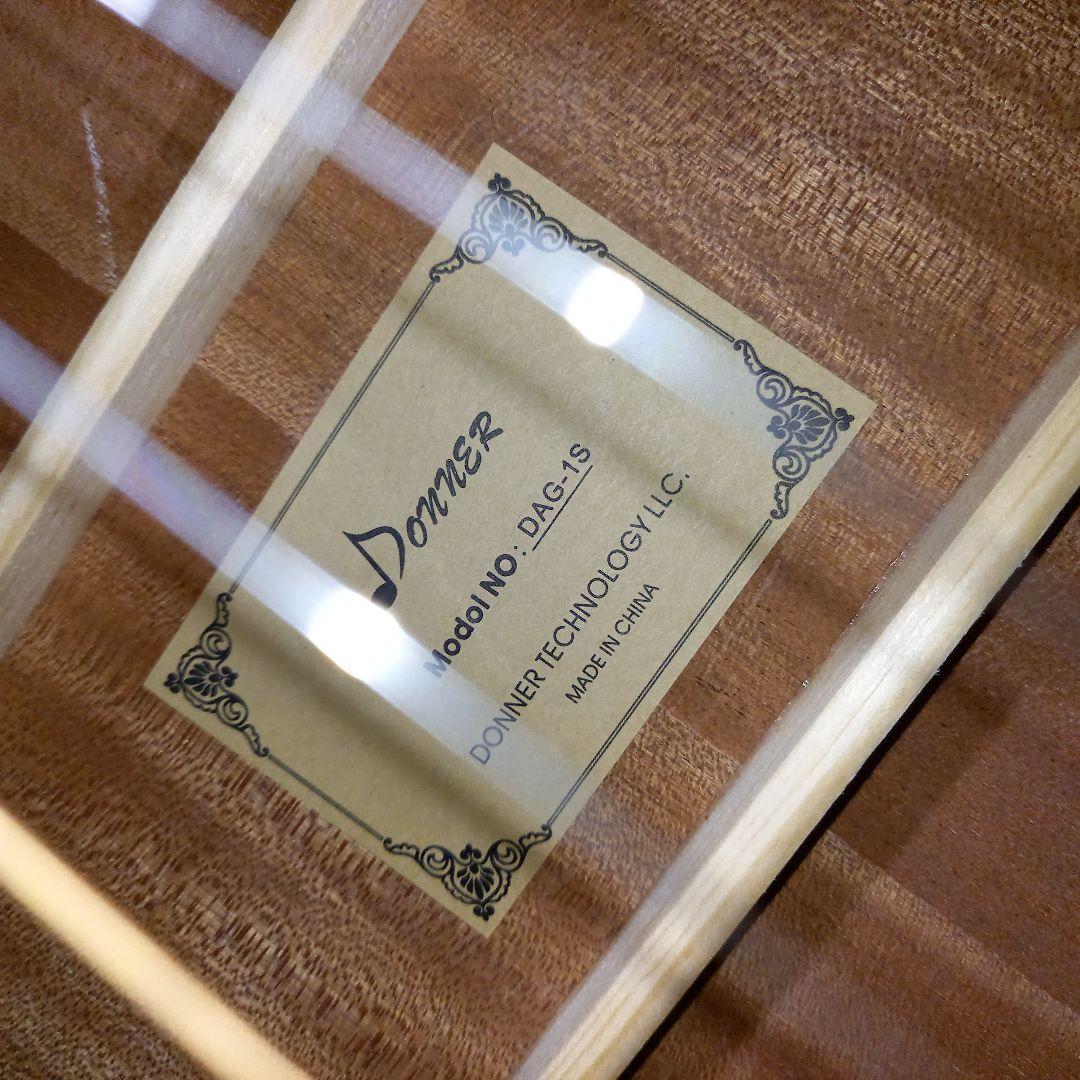 DONNER
Modol NO: DAG-1S
DONNER TECHNOLOGY LLC.
MADE IN CHINA